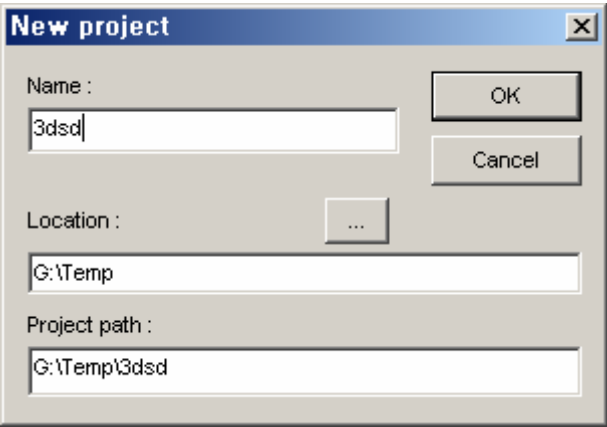 New project
Name :
OK
3dsd
Cancel
Location :
...
G:\Temp
Project path :
G:\Temp\3dsd